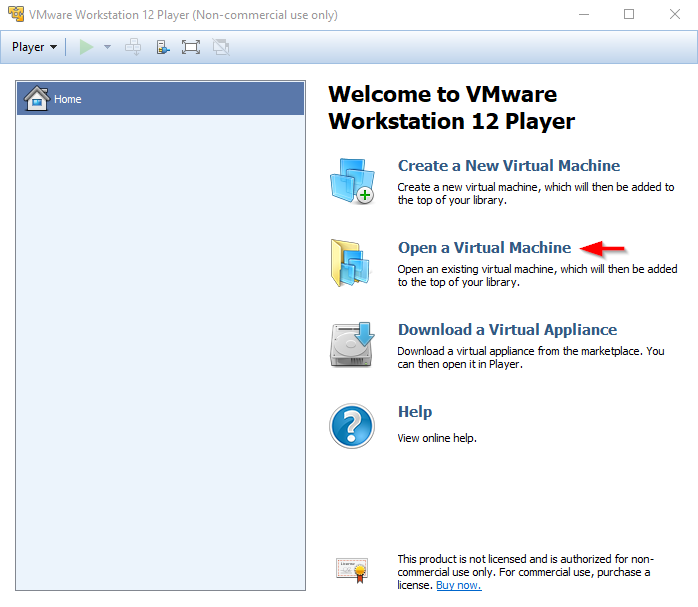 VMware Workstation 12 Player (Non-commercial use only)
Player
Home
Welcome to VMware
Workstation 12 Player
Create a New Virtual Machine
Create a new virtual machine, which will then be added to
the top of your library.
Open a Virtual Machine
Open an existing virtual machine, which will then be added
to the top of your library.
Download a Virtual Appliance
Download a virtual appliance from the marketplace. You
can then open it in Player.
Help
View online help.
This product is not licensed and is authorized for non-
commercial use only. For commercial use, purchase a
license. Buy now.